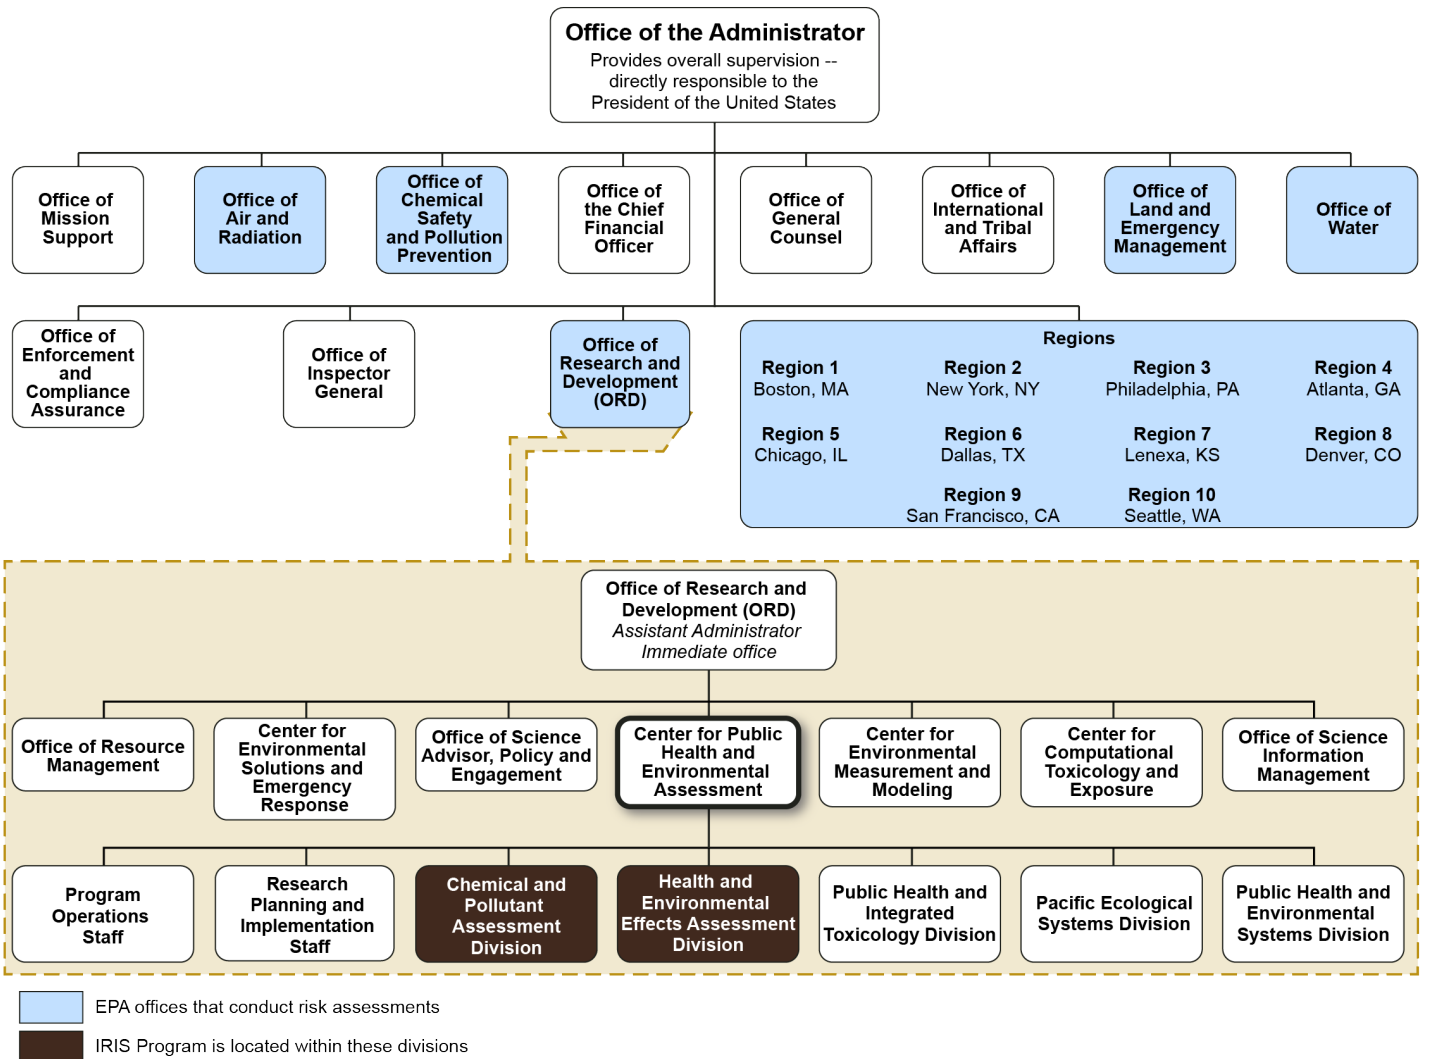 Office of the Administrator
Provides overall supervision --
directly responsible to the
President of the United States
Office of
Mission
Support
Office of
Air and
Radiation
Office of
Chemical
Safety
and Pollution
Prevention
Office of
the Chief
Financial
Officer
Office of
General
Counsel
Office of
International
and Tribal
Affairs
Office of
Land and
Emergency
Management
Office of
Water
Office of
Enforcement
and
Compliance
Assurance
Office of
Inspector
General
Office of
Research and
Development
(ORD)
Regions
Region 1
Boston, MA
Region 2
New York, NY
Region 3
Philadelphia, PA
Region 4
Atlanta, GA
Region 5
Chicago, IL
Region 6
Dallas, TX
Region 7
Lenexa, KS
Region 8
Denver, CO
Region 9
San Francisco, CA
Region 10
Seattle, WA
Office of Research and
Development (ORD)
Assistant Administrator
Immediate office
Office of Resource
Management
Center for
Environmental
Solutions and
Emergency
Response
Office of Science
Advisor, Policy and
Engagement
Center for Public
Health and
Environmental
Assessment
Center for
Environmental
Measurement and
Modeling
Center for
Computational
Toxicology and
Exposure
Office of Science
Information
Management
Program
Operations
Staff
Research
Planning and
Implementation
Staff
Chemical and
Pollutant
Assessment
Division
Health and
Environmental
Effects Assessment
Division
Public Health and
Integrated
Toxicology Division
Pacific Ecological
Systems Division
Public Health and
Environmental
Systems Division
EPA offices that conduct risk assessments
IRIS Program is located within these divisions